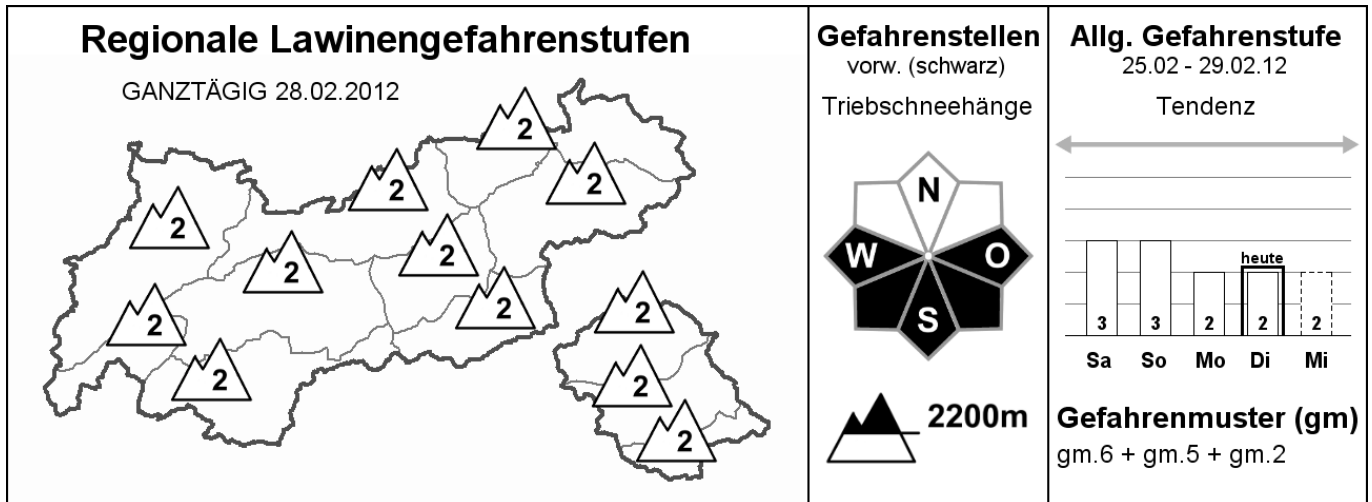 Regionale Lawinengefahrenstufen
GANZTÄGIG 28.02.2012
2
2
2
2
2
2
2
2
2
2
2
2
2
Gefahrenstellen
vorw. (schwarz)
Triebschneehänge
N
W O
S
2200m
Allg. Gefahrenstufe
25.02 - 29.02.12
Tendenz
heute
3 3 2 2 2
Sa So Mo Di Mi
Gefahrenmuster (gm)
gm.6 + gm.5 + gm.2